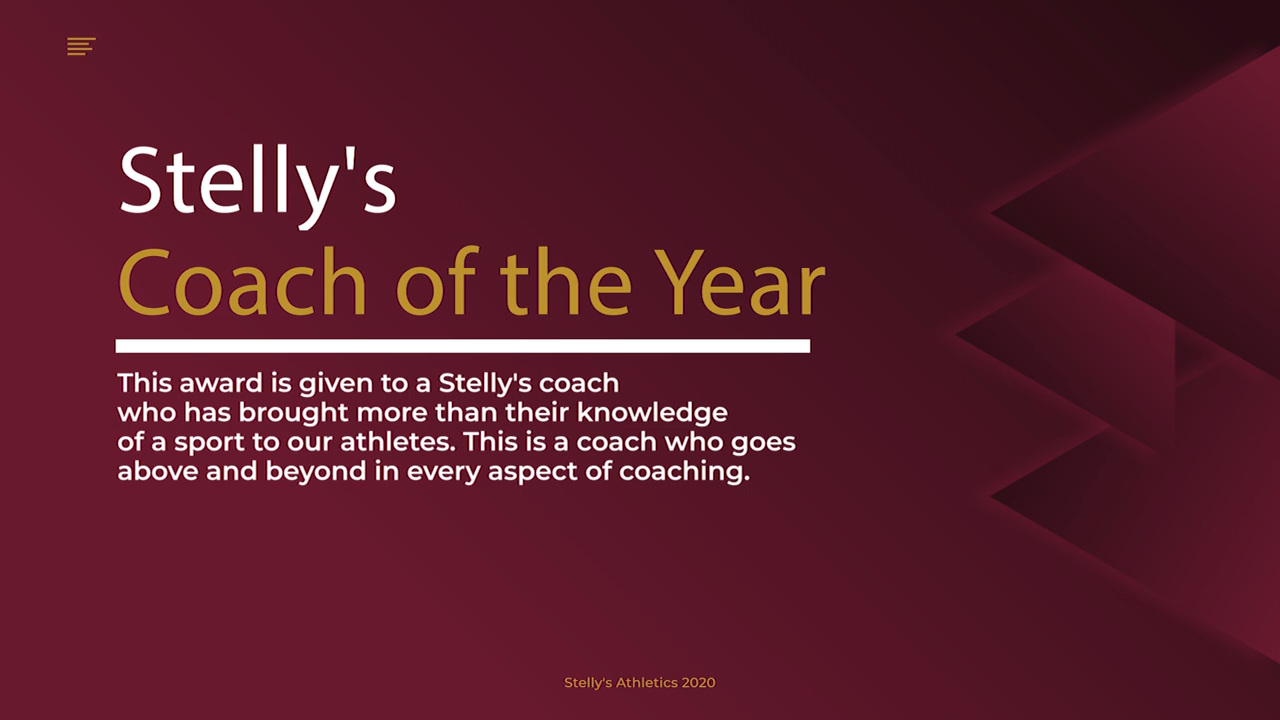 Stelly's
Coach of the Year
This award is given to a Stelly's coach
who has brought more than their knowledge
of a sport to our athletes. This is a coach who goes
above and beyond in every aspect of coaching.
Stelly's Athletics 2020